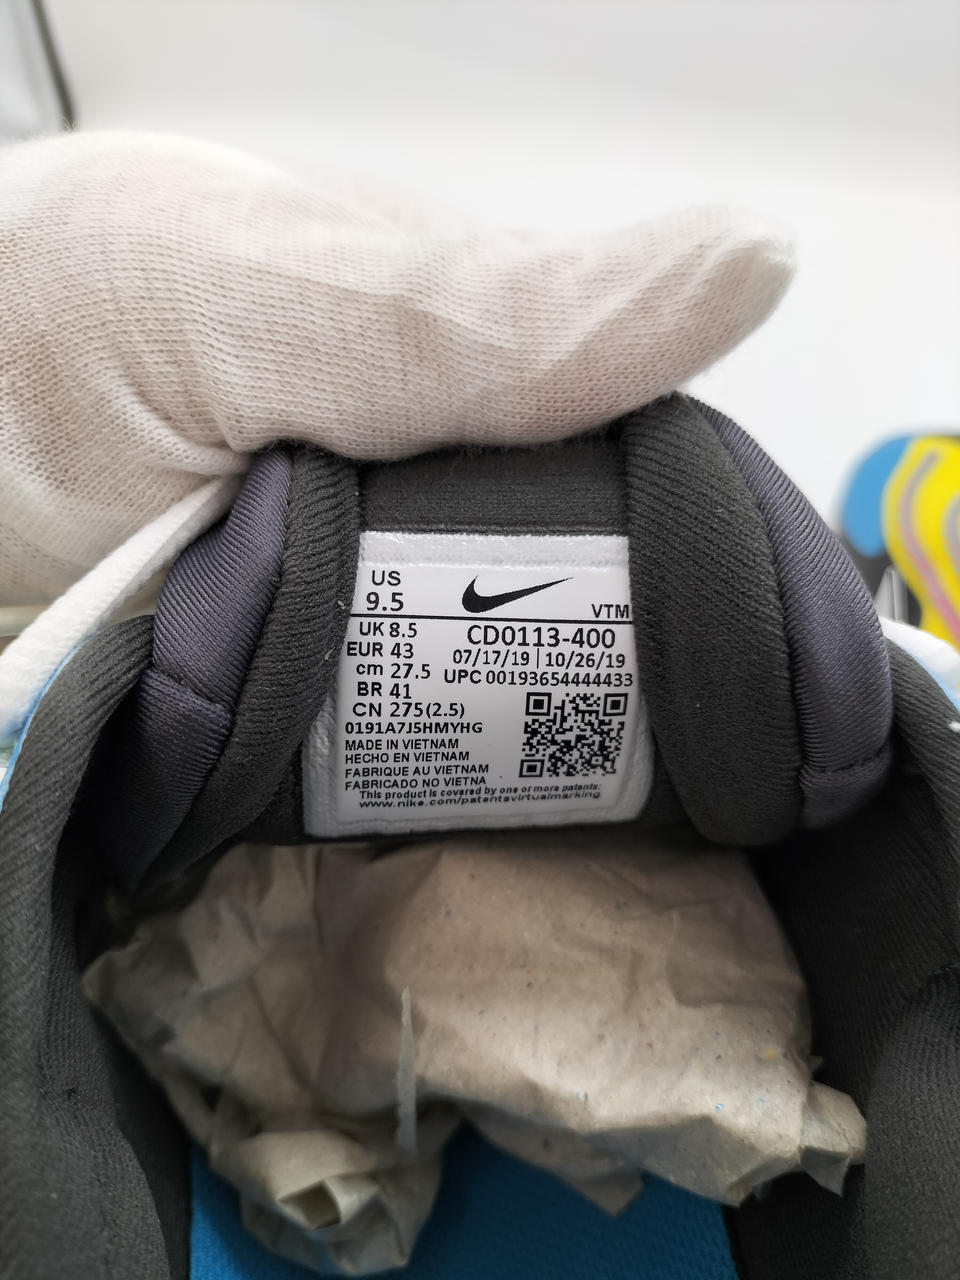 US
9.5
VTM
UK 8.5
EUR 43
cm 27.5
BR 41
CN 275(2.5)
CD0113-400
07/17/19 | 10/26/19
UPC 00193654444433
0191A7J5HMYHG
MADE IN VIETNAM
HECHO EN VIETNAM
FABRIQUE AU VIETNAM
FABRICADO NO VIETNA
This product is covered by one or more patents:
www.nike.com/patentsvirtualmarking